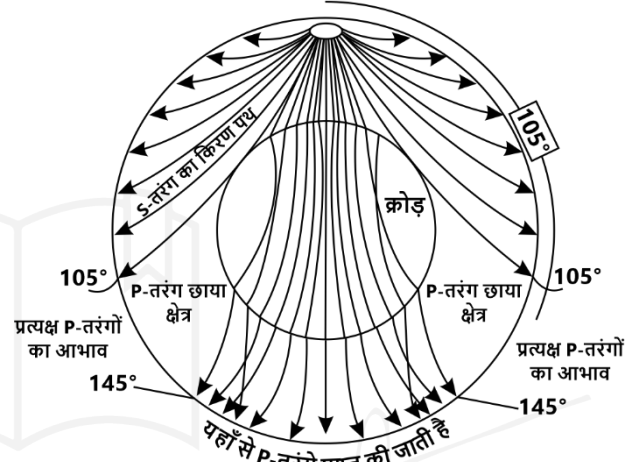 105°
S-तरंग का किरण पथ
क्रोड़
105°
105°
P-तरंग छाया
क्षेत्र
P-तरंग छाया
क्षेत्र
प्रत्यक्ष P-तरंगों
का आभाव
प्रत्यक्ष P-तरंगों
का आभाव
145°
145°
यहाँ से P-तरंगे की जाती है